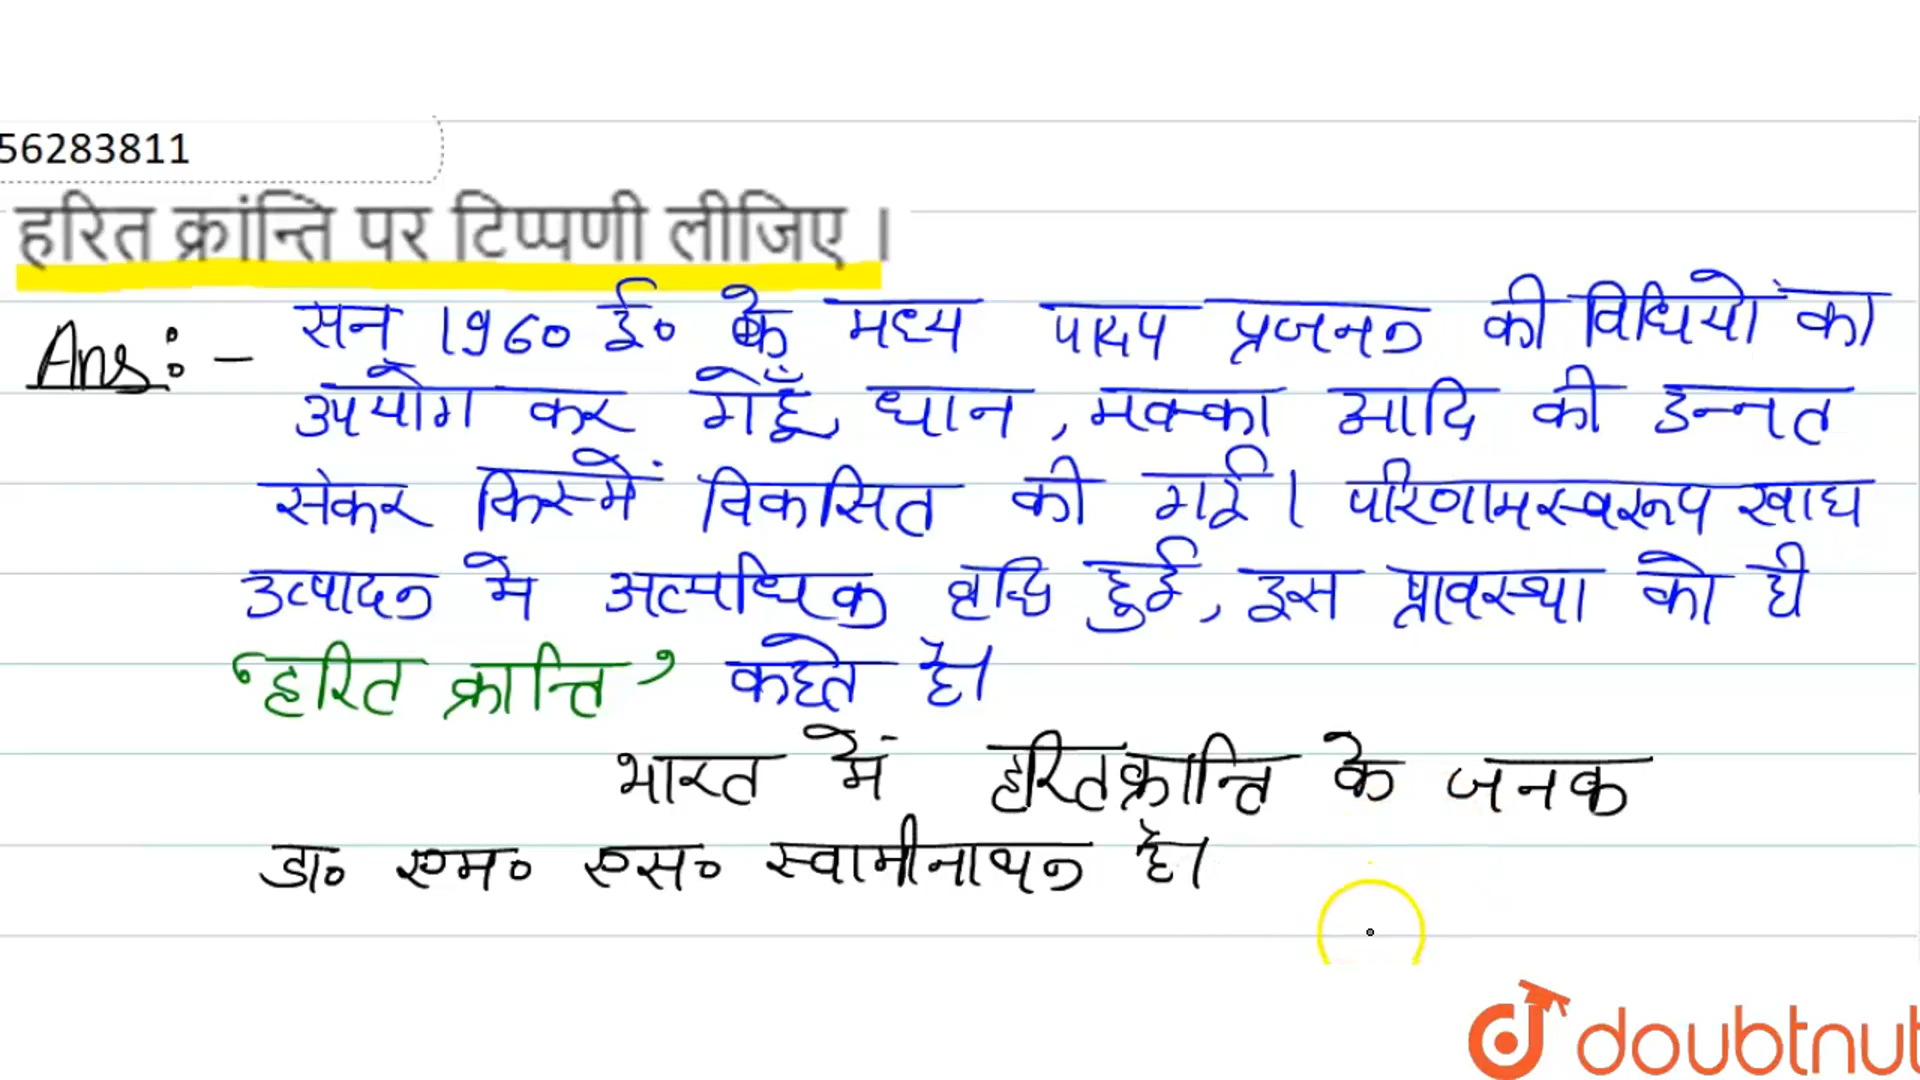 56283811
हरित क्रांन्ति पर टिप्पणी लीजिए ।
Ans:- सन 1960 ई० के मध्य पादप प्रजनन की विधियो का
उपयोग कर गेहूँ, धान, मक्का आदि की उन्नत
सेकर किस्में विकसित की गई। परिणामस्वरूप खाद्य
उत्पादन मे अत्यधिक वृद्धि हुई, इस प्रावस्था को ही
'हरित क्रान्ति' कहते है।
भारत में हरितक्रान्ति के जनक
डा० एम० एस० स्वामीनाथन है।
doubtnut